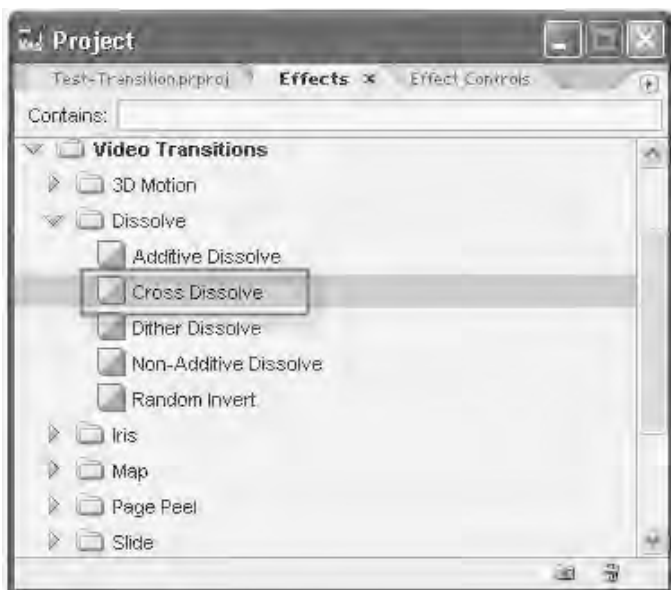 Project
Test-Transition.prproj Effects × Effect Controls
Contains:
Video Transitions
3D Motion
Dissolve
Additive Dissolve
Cross Dissolve
Dither Dissolve
Non-Additive Dissolve
Random Invert
Iris
Map
Page Peel
Slide